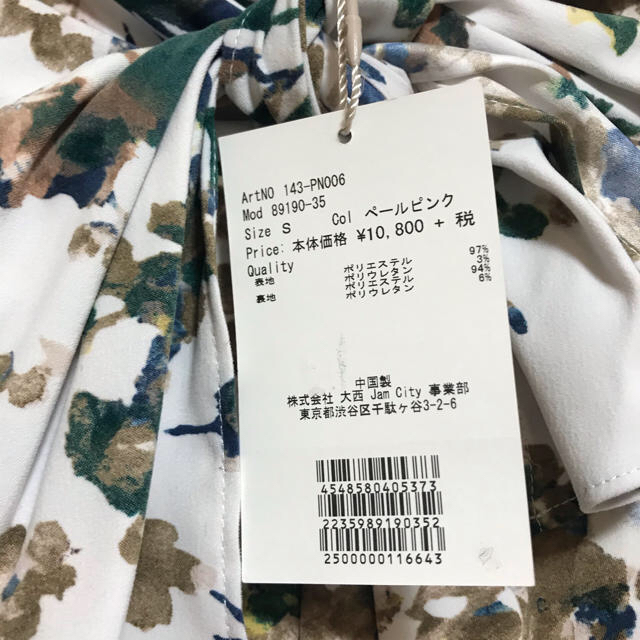 ArtNO 143-PN006
Mod 89190-35
Size S Col ペールピンク
Price: 本体価格 ¥10,800 + 税
Quality
表地 ポリエステル 97%
ポリウレタン 3%
裏地 ポリエステル 94%
ポリウレタン 6%
中国製
株式会社 大西 Jam City 事業部
東京都渋谷区千駄ヶ谷3-2-6
4548580405373
2235989190352
2500000116643